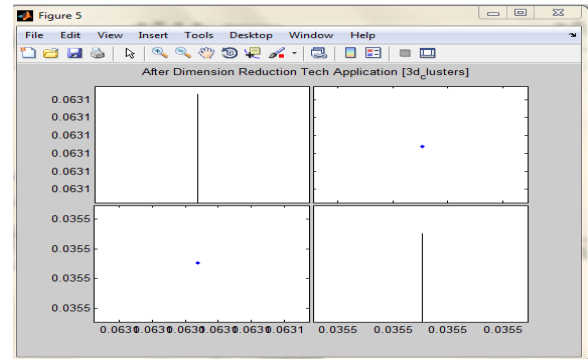 Figure 5
File Edit View Insert Tools Desktop Window Help
After Dimension Reduction Tech Application [3d_clusters]
0.0631
0.0631
0.0631
0.0631
0.0631
0.0631
0.0355
0.0355
0.0355
0.0355
0.0631 0.0631 0.0631 0.0631 0.0631 0.0631 0.0355 0.0355 0.0355 0.0355